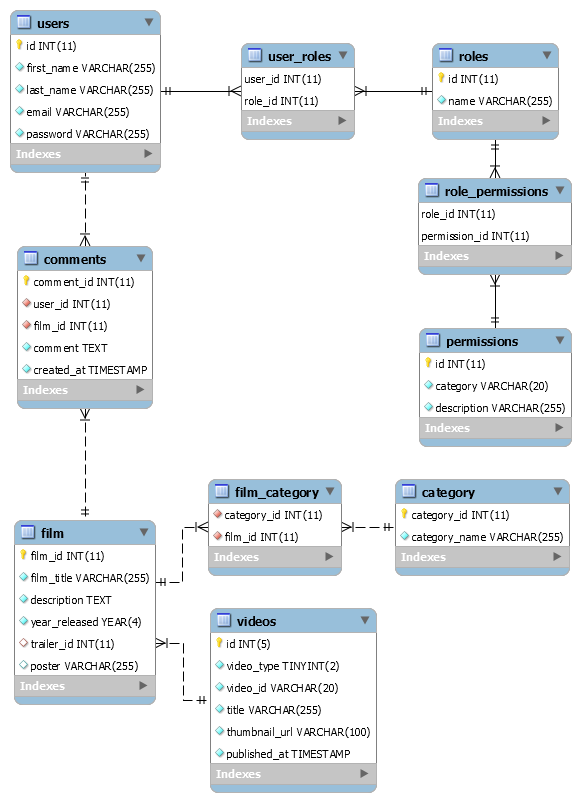 users
id INT(11)
first_name VARCHAR(255)
last_name VARCHAR(255)
email VARCHAR(255)
password VARCHAR(255)
Indexes
user_roles
user_id INT(11)
role_id INT(11)
Indexes
roles
id INT(11)
name VARCHAR(255)
Indexes
role_permissions
role_id INT(11)
permission_id INT(11)
Indexes
comments
comment_id INT(11)
user_id INT(11)
film_id INT(11)
comment TEXT
created_at TIMESTAMP
Indexes
permissions
id INT(11)
category VARCHAR(20)
description VARCHAR(255)
Indexes
film_category
category_id INT(11)
film_id INT(11)
Indexes
category
category_id INT(11)
category_name VARCHAR(255)
Indexes
film
film_id INT(11)
film_title VARCHAR(255)
description TEXT
year_released YEAR(4)
trailer_id INT(11)
poster VARCHAR(255)
Indexes
videos
id INT(5)
video_type TINYINT(2)
video_id VARCHAR(20)
title VARCHAR(255)
thumbnail_url VARCHAR(100)
published_at TIMESTAMP
Indexes